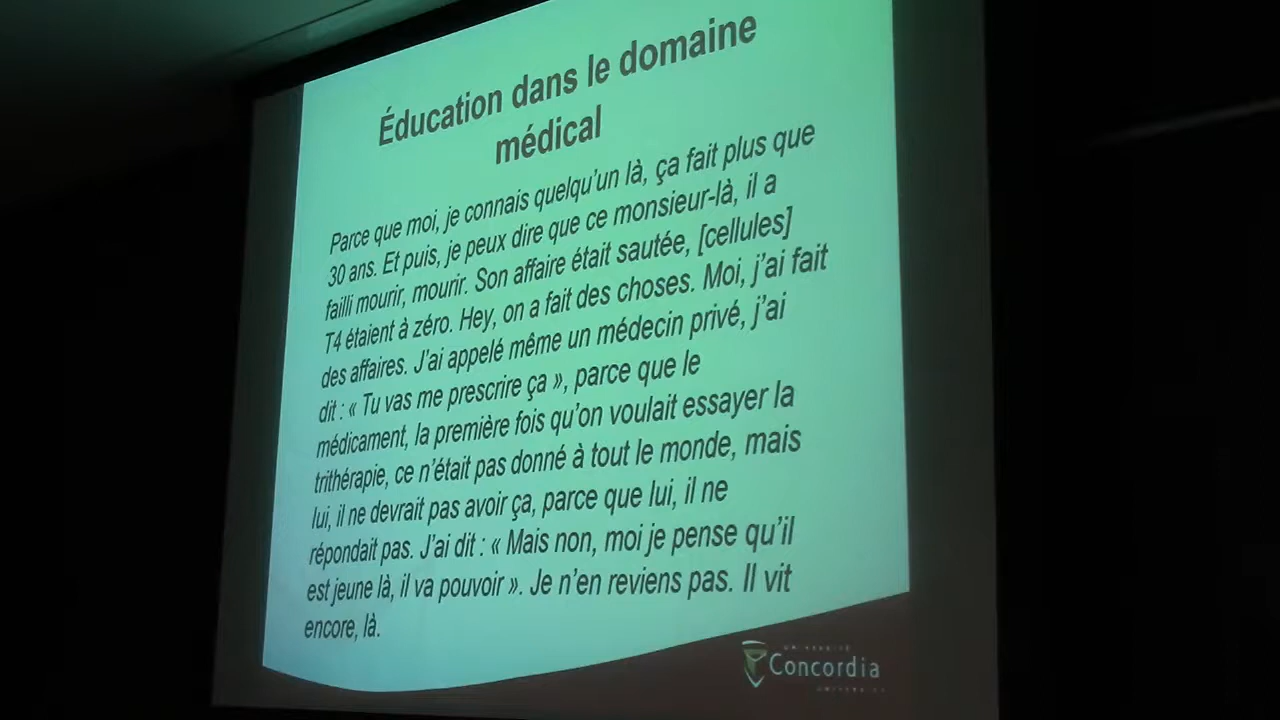 Éducation dans le domaine
médical
Parce que moi, je connais quelqu'un là, ça fait plus que
30 ans. Et puis, je peux dire que ce monsieur-là, il a
failli mourir, mourir. Son affaire était sautée, [cellules]
T4 étaient à zéro. Hey, on a fait des choses. Moi, j'ai fait
des affaires. J'ai appelé même un médecin privé, j'ai
dit : « Tu vas me prescrire ça », parce que le
médicament, la première fois qu'on voulait essayer la
trithérapie, ce n'était pas donné à tout le monde, mais
lui, il ne devrait pas avoir ça, parce que lui, il ne
répondait pas. J'ai dit : « Mais non, moi je pense qu'il
est jeune là, il va pouvoir ». Je n'en reviens pas. Il vit
encore, là.
UNIVERSITÉ
Concordia
UNIVERSITY